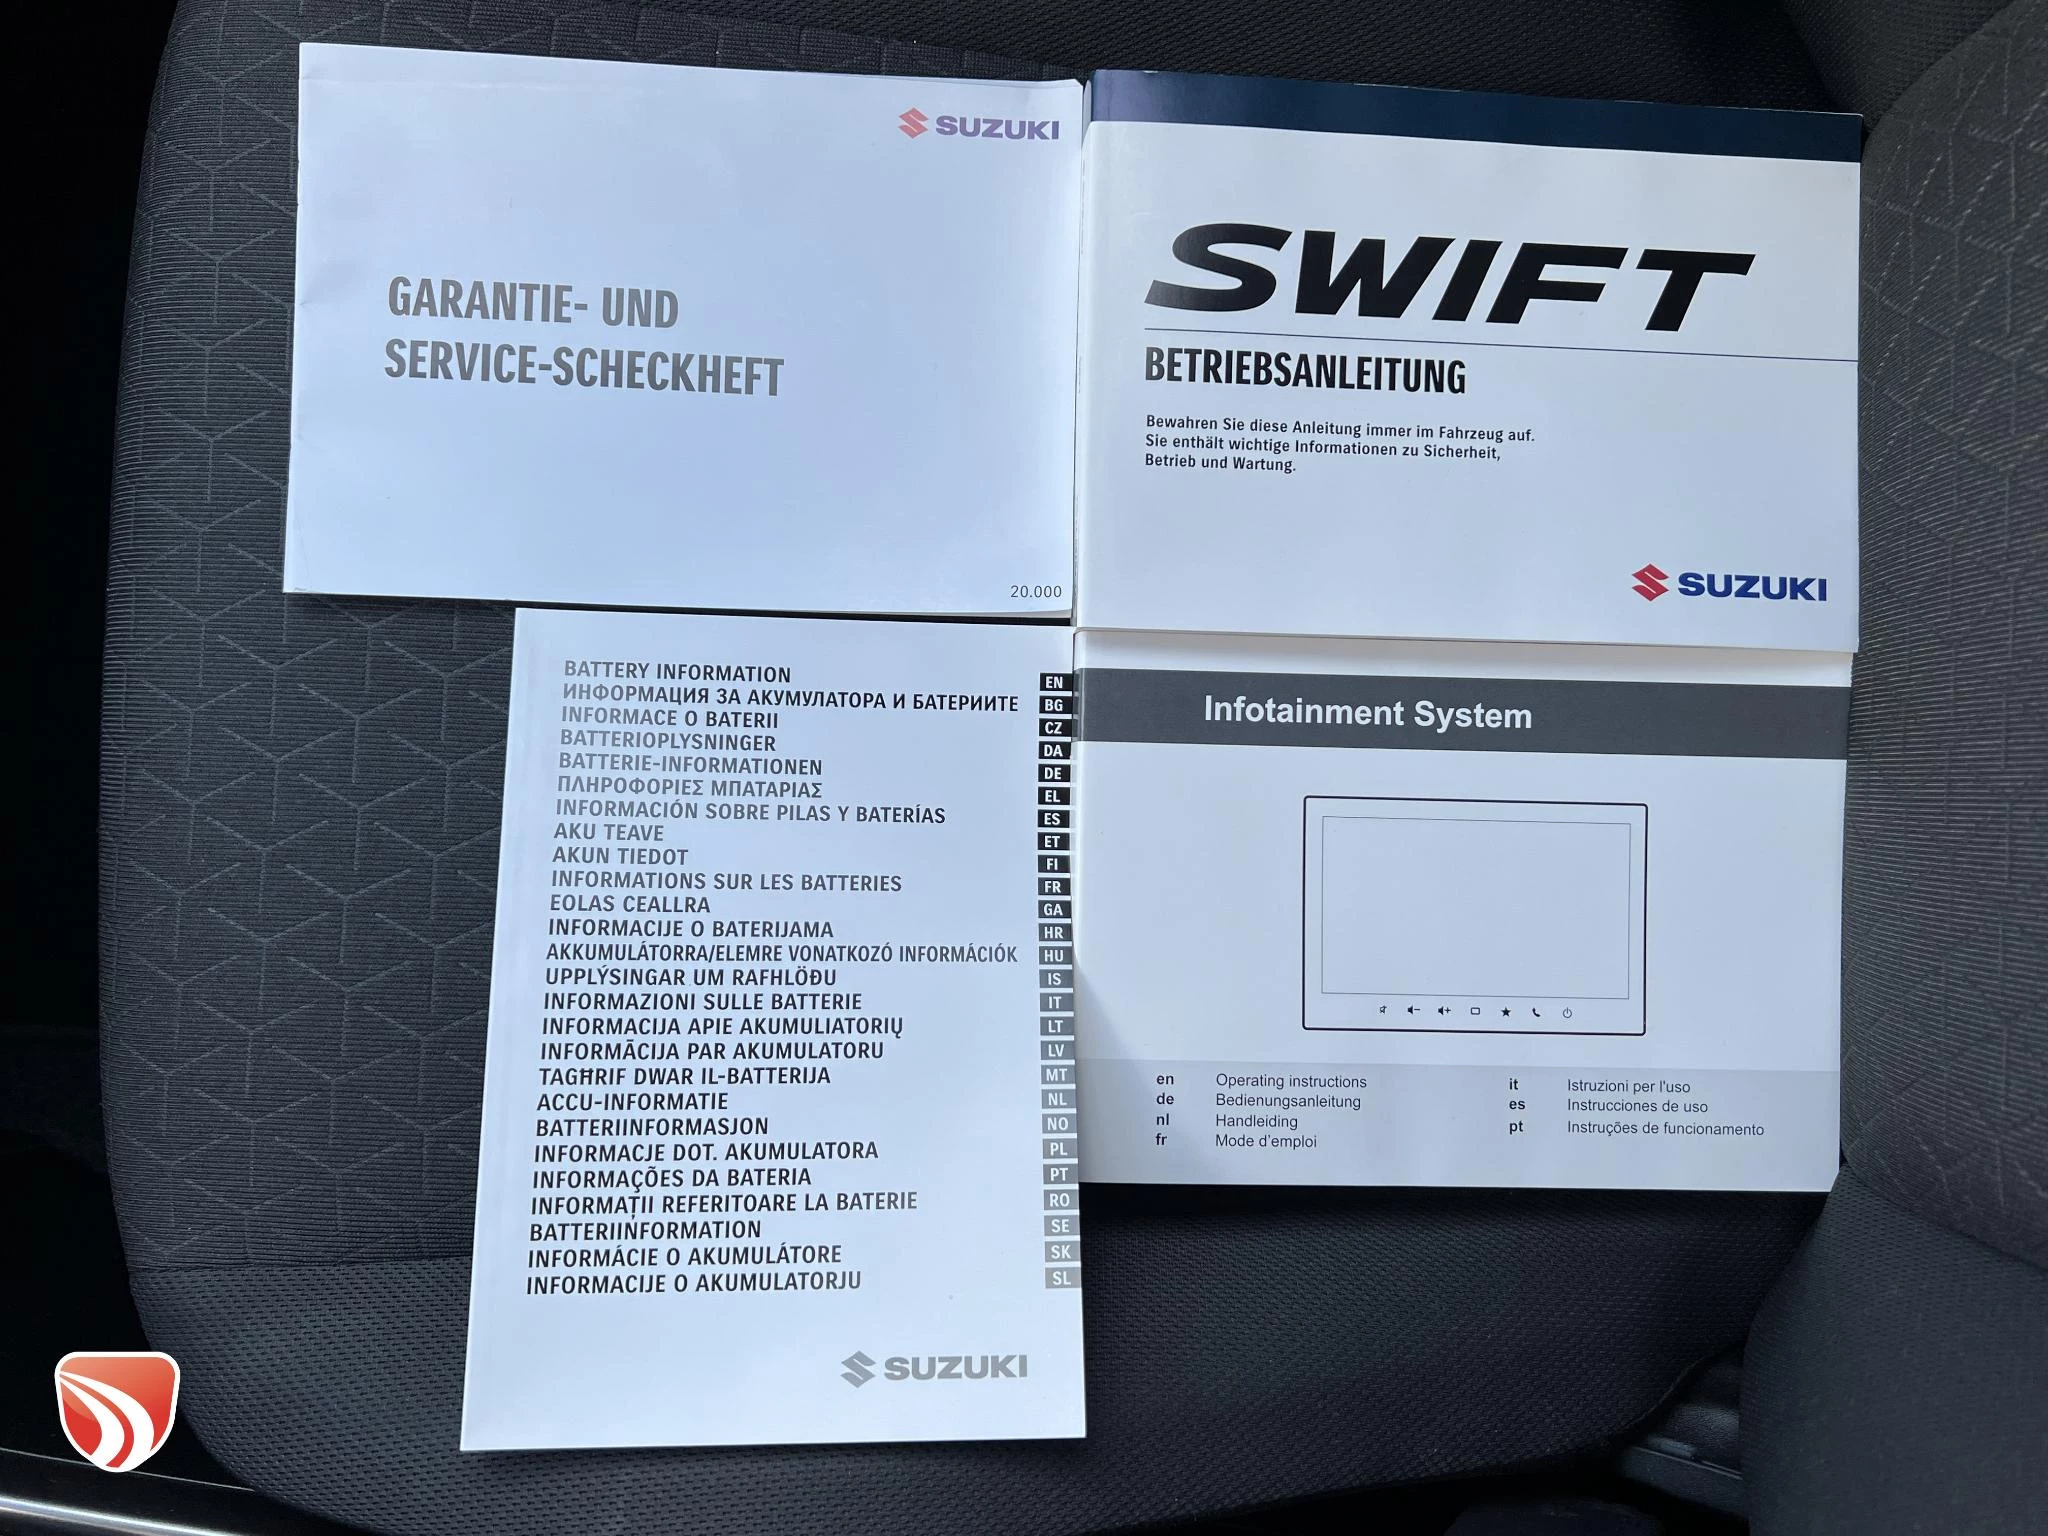 SUZUKI
GARANTIE- UND
SERVICE-SCHECKHEFT
20.000
SWIFT
BETRIEBSANLEITUNG
Bewahren Sie diese Anleitung immer im Fahrzeug auf.
Sie enthält wichtige Informationen zu Sicherheit,
Betrieb und Wartung.
SUZUKI
BATTERY INFORMATION EN
ИНФОРМАЦИЯ ЗА АКУМУЛАТОРА И БАТЕРИИТЕ BG
INFORMACE O BATERII CZ
BATTERIOPLYSNINGER DA
BATTERIE-INFORMATIONEN DE
ΠΛΗΡΟΦΟΡΙΕΣ ΜΠΑΤΑΡΙΑΣ EL
INFORMACIÓN SOBRE PILAS Y BATERÍAS ES
AKU TEAVE ET
AKUN TIEDOT FI
INFORMATIONS SUR LES BATTERIES FR
EOLAS CEALLRA GA
INFORMACIJE O BATERIJAMA HR
AKKUMULÁTORRA/ELEMRE VONATKOZÓ INFORMÁCIÓK HU
UPPLÝSINGAR UM RAFHLÖÐU IS
INFORMAZIONI SULLE BATTERIE IT
INFORMACIJA APIE AKUMULIATORIŲ LT
INFORMĀCIJA PAR AKUMULATORU LV
TAGĦRIF DWAR IL-BATTERIJA MT
ACCU-INFORMATIE NL
BATTERIINFORMASJON NO
INFORMACJE DOT. AKUMULATORA PL
INFORMAÇÕES DA BATERIA PT
INFORMAȚII REFERITOARE LA BATERIE RO
BATTERIINFORMATION SE
INFORMÁCIE O AKUMULÁTORE SK
INFORMACIJE O AKUMULATORJU SL
SUZUKI
Infotainment System
en Operating instructions
de Bedienungsanleitung
nl Handleiding
fr Mode d'emploi
it Istruzioni per l'uso
es Instrucciones de uso
pt Instruções de funcionamento